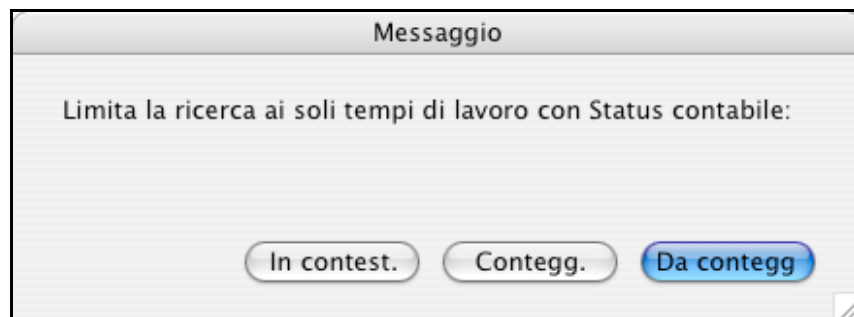 Messaggio
Limita la ricerca ai soli tempi di lavoro con Status contabile:
In contest. Contegg. Da contegg